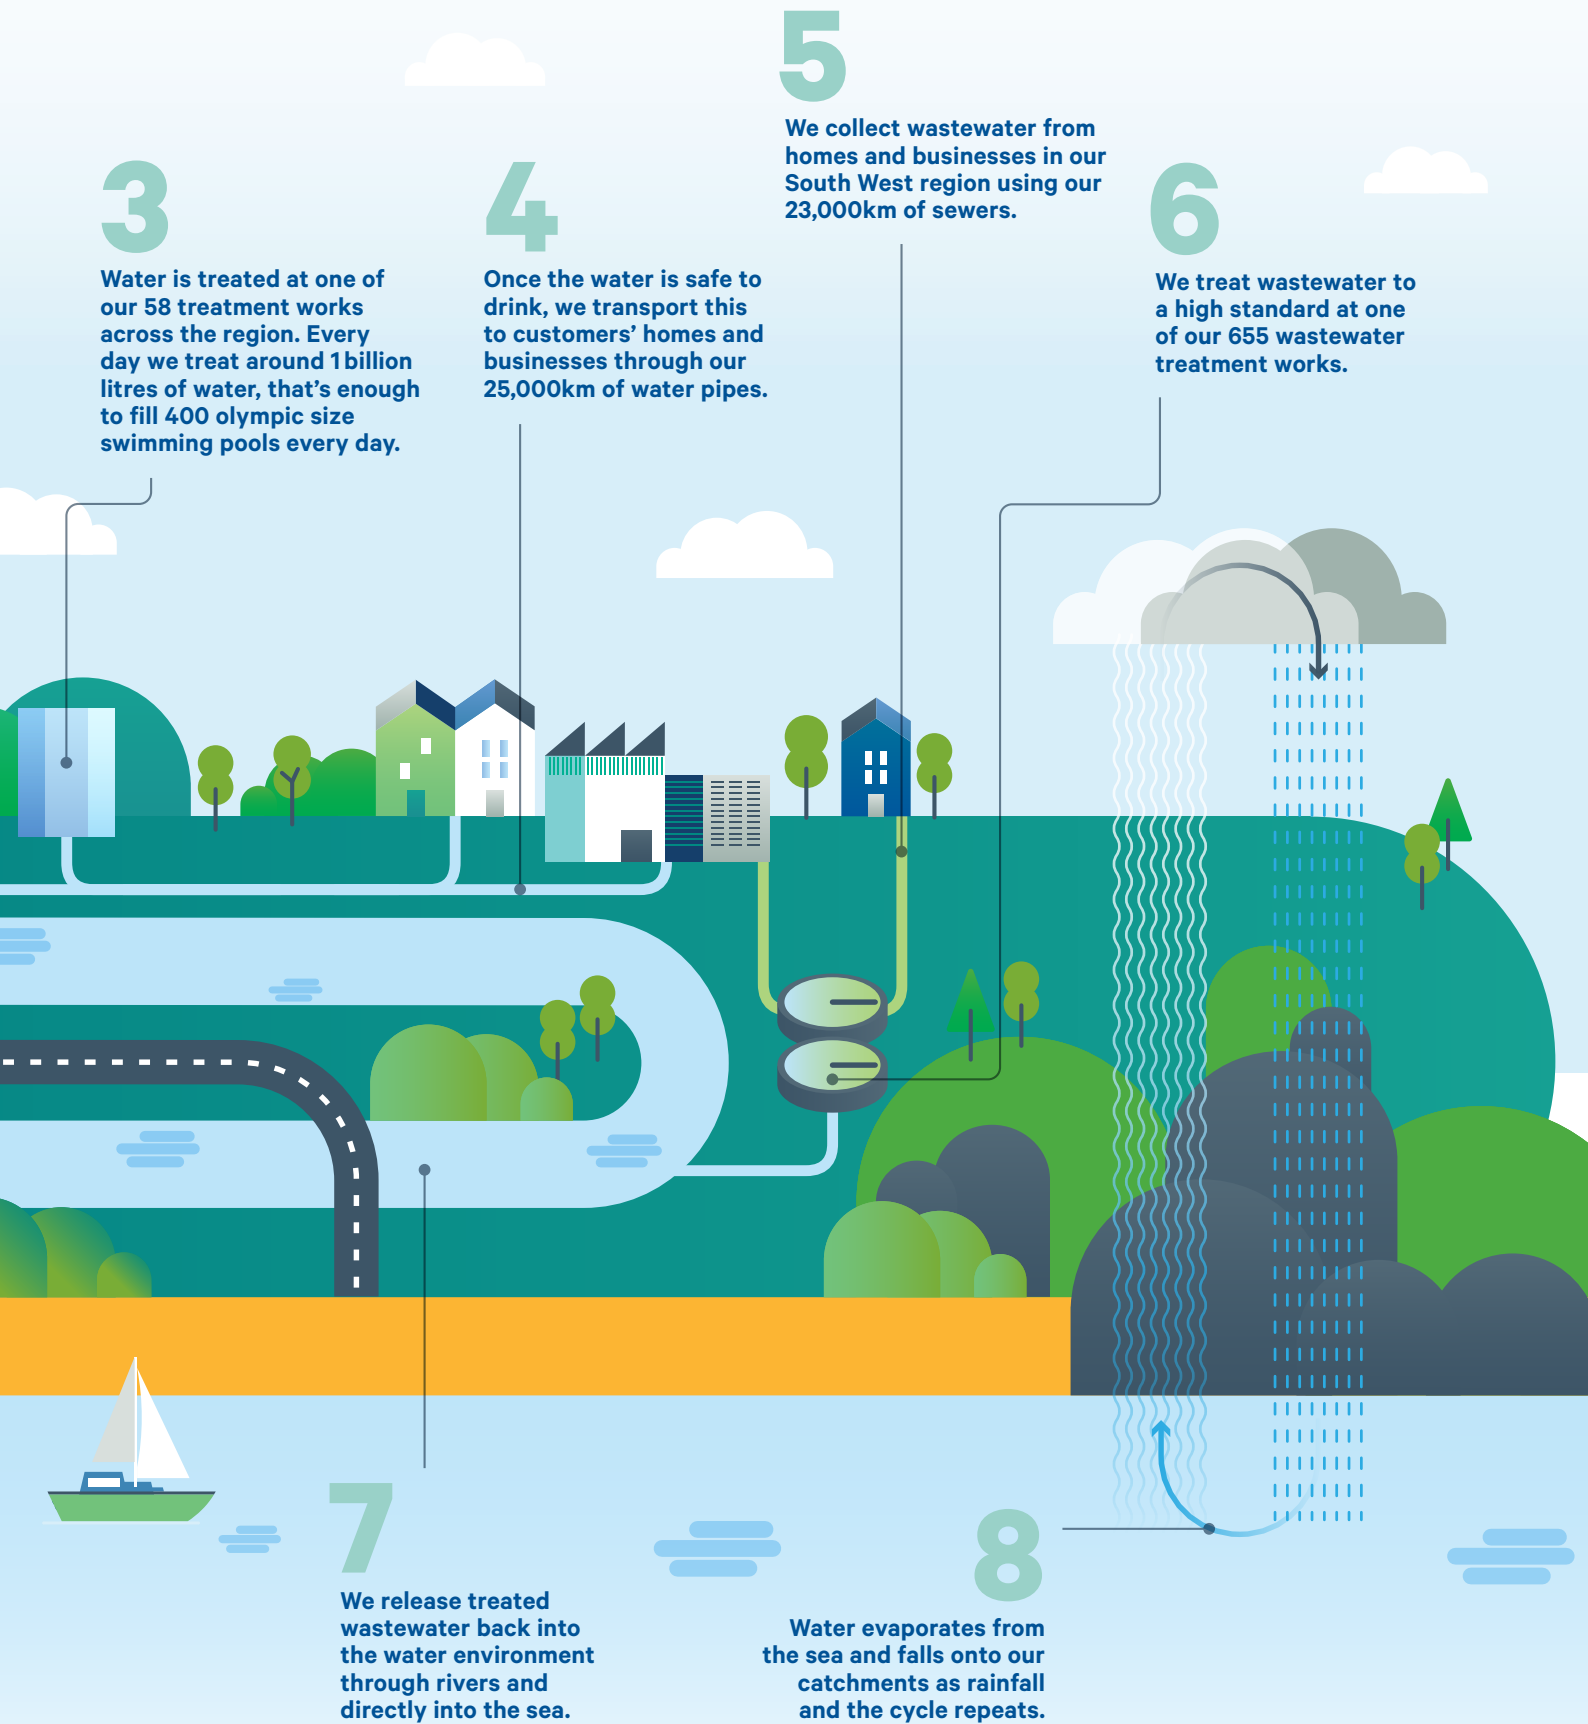 3
Water is treated at one of
our 58 treatment works
across the region. Every
day we treat around 1 billion
litres of water, that’s enough
to fill 400 olympic size
swimming pools every day.
4
Once the water is safe to
drink, we transport this
to customers’ homes and
businesses through our
25,000km of water pipes.
5
We collect wastewater from
homes and businesses in our
South West region using our
23,000km of sewers.
6
We treat wastewater to
a high standard at one
of our 655 wastewater
treatment works.
7
We release treated
wastewater back into
the water environment
through rivers and
directly into the sea.
8
Water evaporates from
the sea and falls onto our
catchments as rainfall
and the cycle repeats.